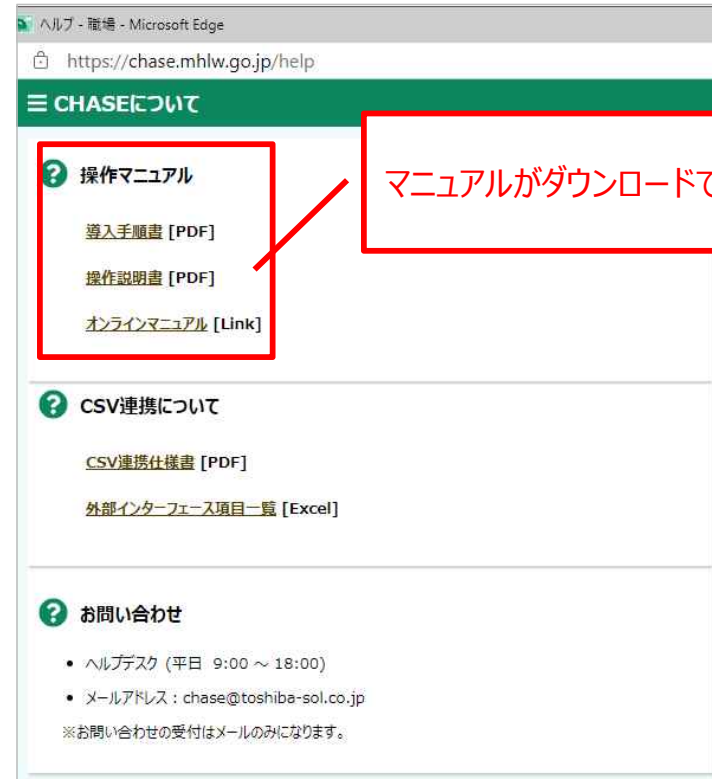 ヘルプ - 職場 - Microsoft Edge
https://chase.mhlw.go.jp/help
☰ CHASEについて
? 操作マニュアル
マニュアルがダウンロードで
導入手順書 [PDF]
操作説明書 [PDF]
オンラインマニュアル [Link]
? CSV連携について
CSV連携仕様書 [PDF]
外部インターフェース項目一覧 [Excel]
? お問い合わせ
• ヘルプデスク (平日 9:00 ～ 18:00)
• メールアドレス : chase@toshiba-sol.co.jp
※お問い合わせの受付はメールのみになります。